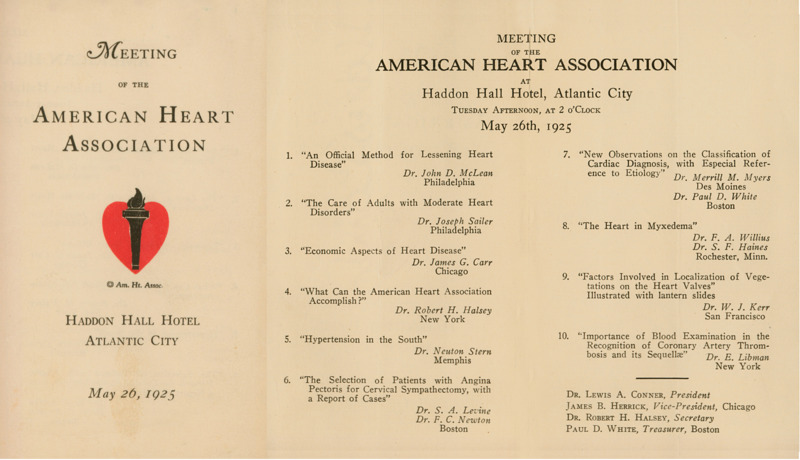 MEETING
OF THE
AMERICAN HEART
ASSOCIATION
© Am. Ht. Assoc.
HADDON HALL HOTEL
ATLANTIC CITY
May 26, 1925
MEETING
OF THE
AMERICAN HEART ASSOCIATION
AT
Haddon Hall Hotel, Atlantic City
TUESDAY AFTERNOON, AT 2 O'CLOCK
May 26th, 1925
1. "An Official Method for Lessening Heart
Disease"
Dr. John D. McLean
Philadelphia
2. "The Care of Adults with Moderate Heart
Disorders"
Dr. Joseph Sailer
Philadelphia
3. "Economic Aspects of Heart Disease"
Dr. James G. Carr
Chicago
4. "What Can the American Heart Association
Accomplish?"
Dr. Robert H. Halsey
New York
5. "Hypertension in the South"
Dr. Neuton Stern
Memphis
6. "The Selection of Patients with Angina
Pectoris for Cervical Sympathectomy, with
a Report of Cases"
Dr. S. A. Levine
Dr. F. C. Newton
Boston
7. "New Observations on the Classification of
Cardiac Diagnosis, with Especial Refer-
ence to Etiology"
Dr. Merrill M. Myers
Des Moines
Dr. Paul D. White
Boston
8. "The Heart in Myxedema"
Dr. F. A. Willius
Dr. S. F. Haines
Rochester, Minn.
9. "Factors Involved in Localization of Vege-
tations on the Heart Valves"
Illustrated with lantern slides
Dr. W. J. Kerr
San Francisco
10. "Importance of Blood Examination in the
Recognition of Coronary Artery Throm-
bosis and its Sequellæ"
Dr. E. Libman
New York
DR. LEWIS A. CONNER, President
JAMES B. HERRICK, Vice-President, Chicago
DR. ROBERT H. HALSEY, Secretary
PAUL D. WHITE, Treasurer, Boston